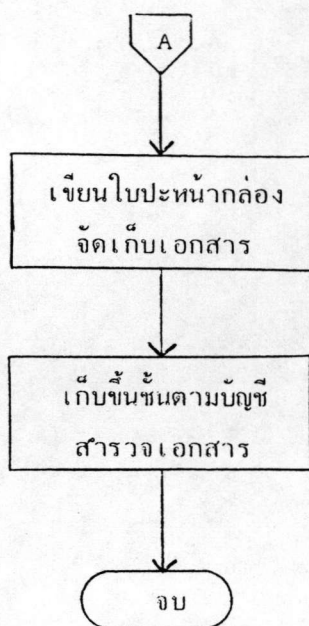 A
เขียนใบปะหน้ากล่อง
จัดเก็บเอกสาร
เก็บขึ้นชั้นตามบัญชี
สำรวจเอกสาร
จบ